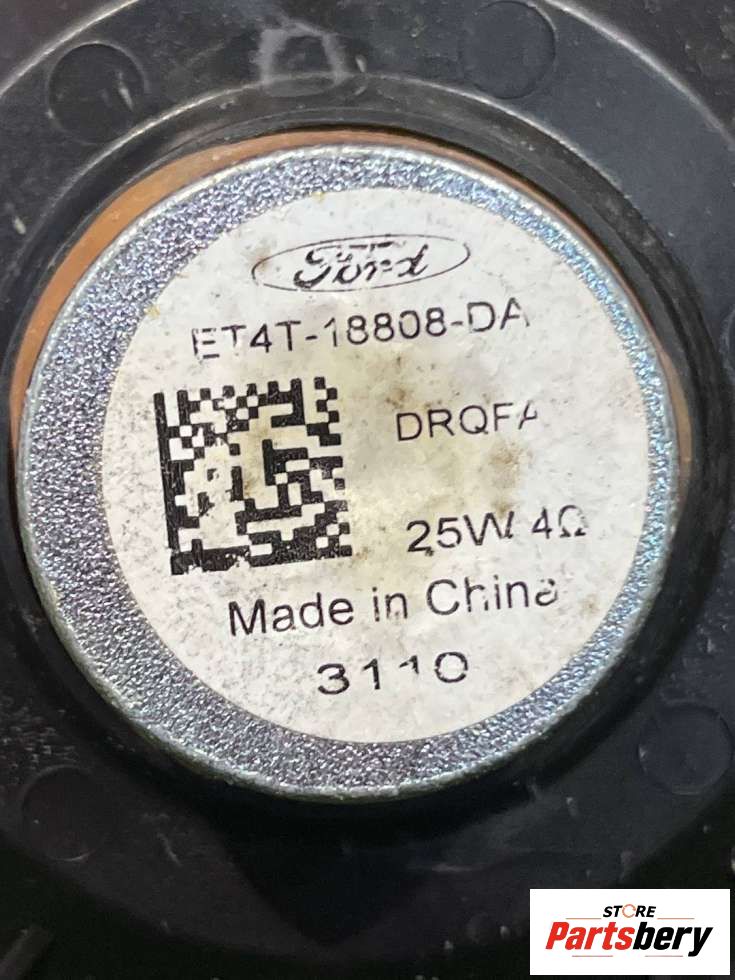 Ford
ET4T-18808-DA
DRQFA
25W 4Ω
Made in China
3110
STORE
Partsbery